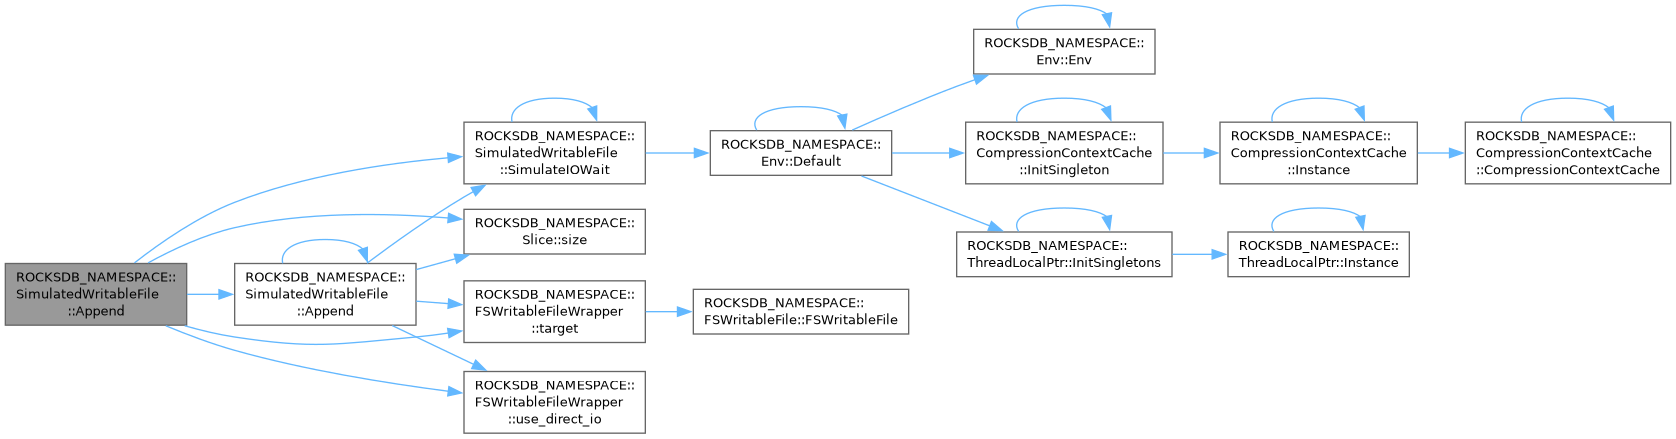 ROCKSDB_NAMESPACE::
SimulatedWritableFile
::Append
ROCKSDB_NAMESPACE::
SimulatedWritableFile
::Append
ROCKSDB_NAMESPACE::
SimulatedWritableFile
::SimulateIOWait
ROCKSDB_NAMESPACE::
Slice::size
ROCKSDB_NAMESPACE::
FSWritableFileWrapper
::target
ROCKSDB_NAMESPACE::
FSWritableFileWrapper
::use_direct_io
ROCKSDB_NAMESPACE::
Env::Default
ROCKSDB_NAMESPACE::
FSWritableFile::FSWritableFile
ROCKSDB_NAMESPACE::
Env::Env
ROCKSDB_NAMESPACE::
CompressionContextCache
::InitSingleton
ROCKSDB_NAMESPACE::
ThreadLocalPtr::InitSingletons
ROCKSDB_NAMESPACE::
CompressionContextCache
::Instance
ROCKSDB_NAMESPACE::
ThreadLocalPtr::Instance
ROCKSDB_NAMESPACE::
CompressionContextCache
::CompressionContextCache